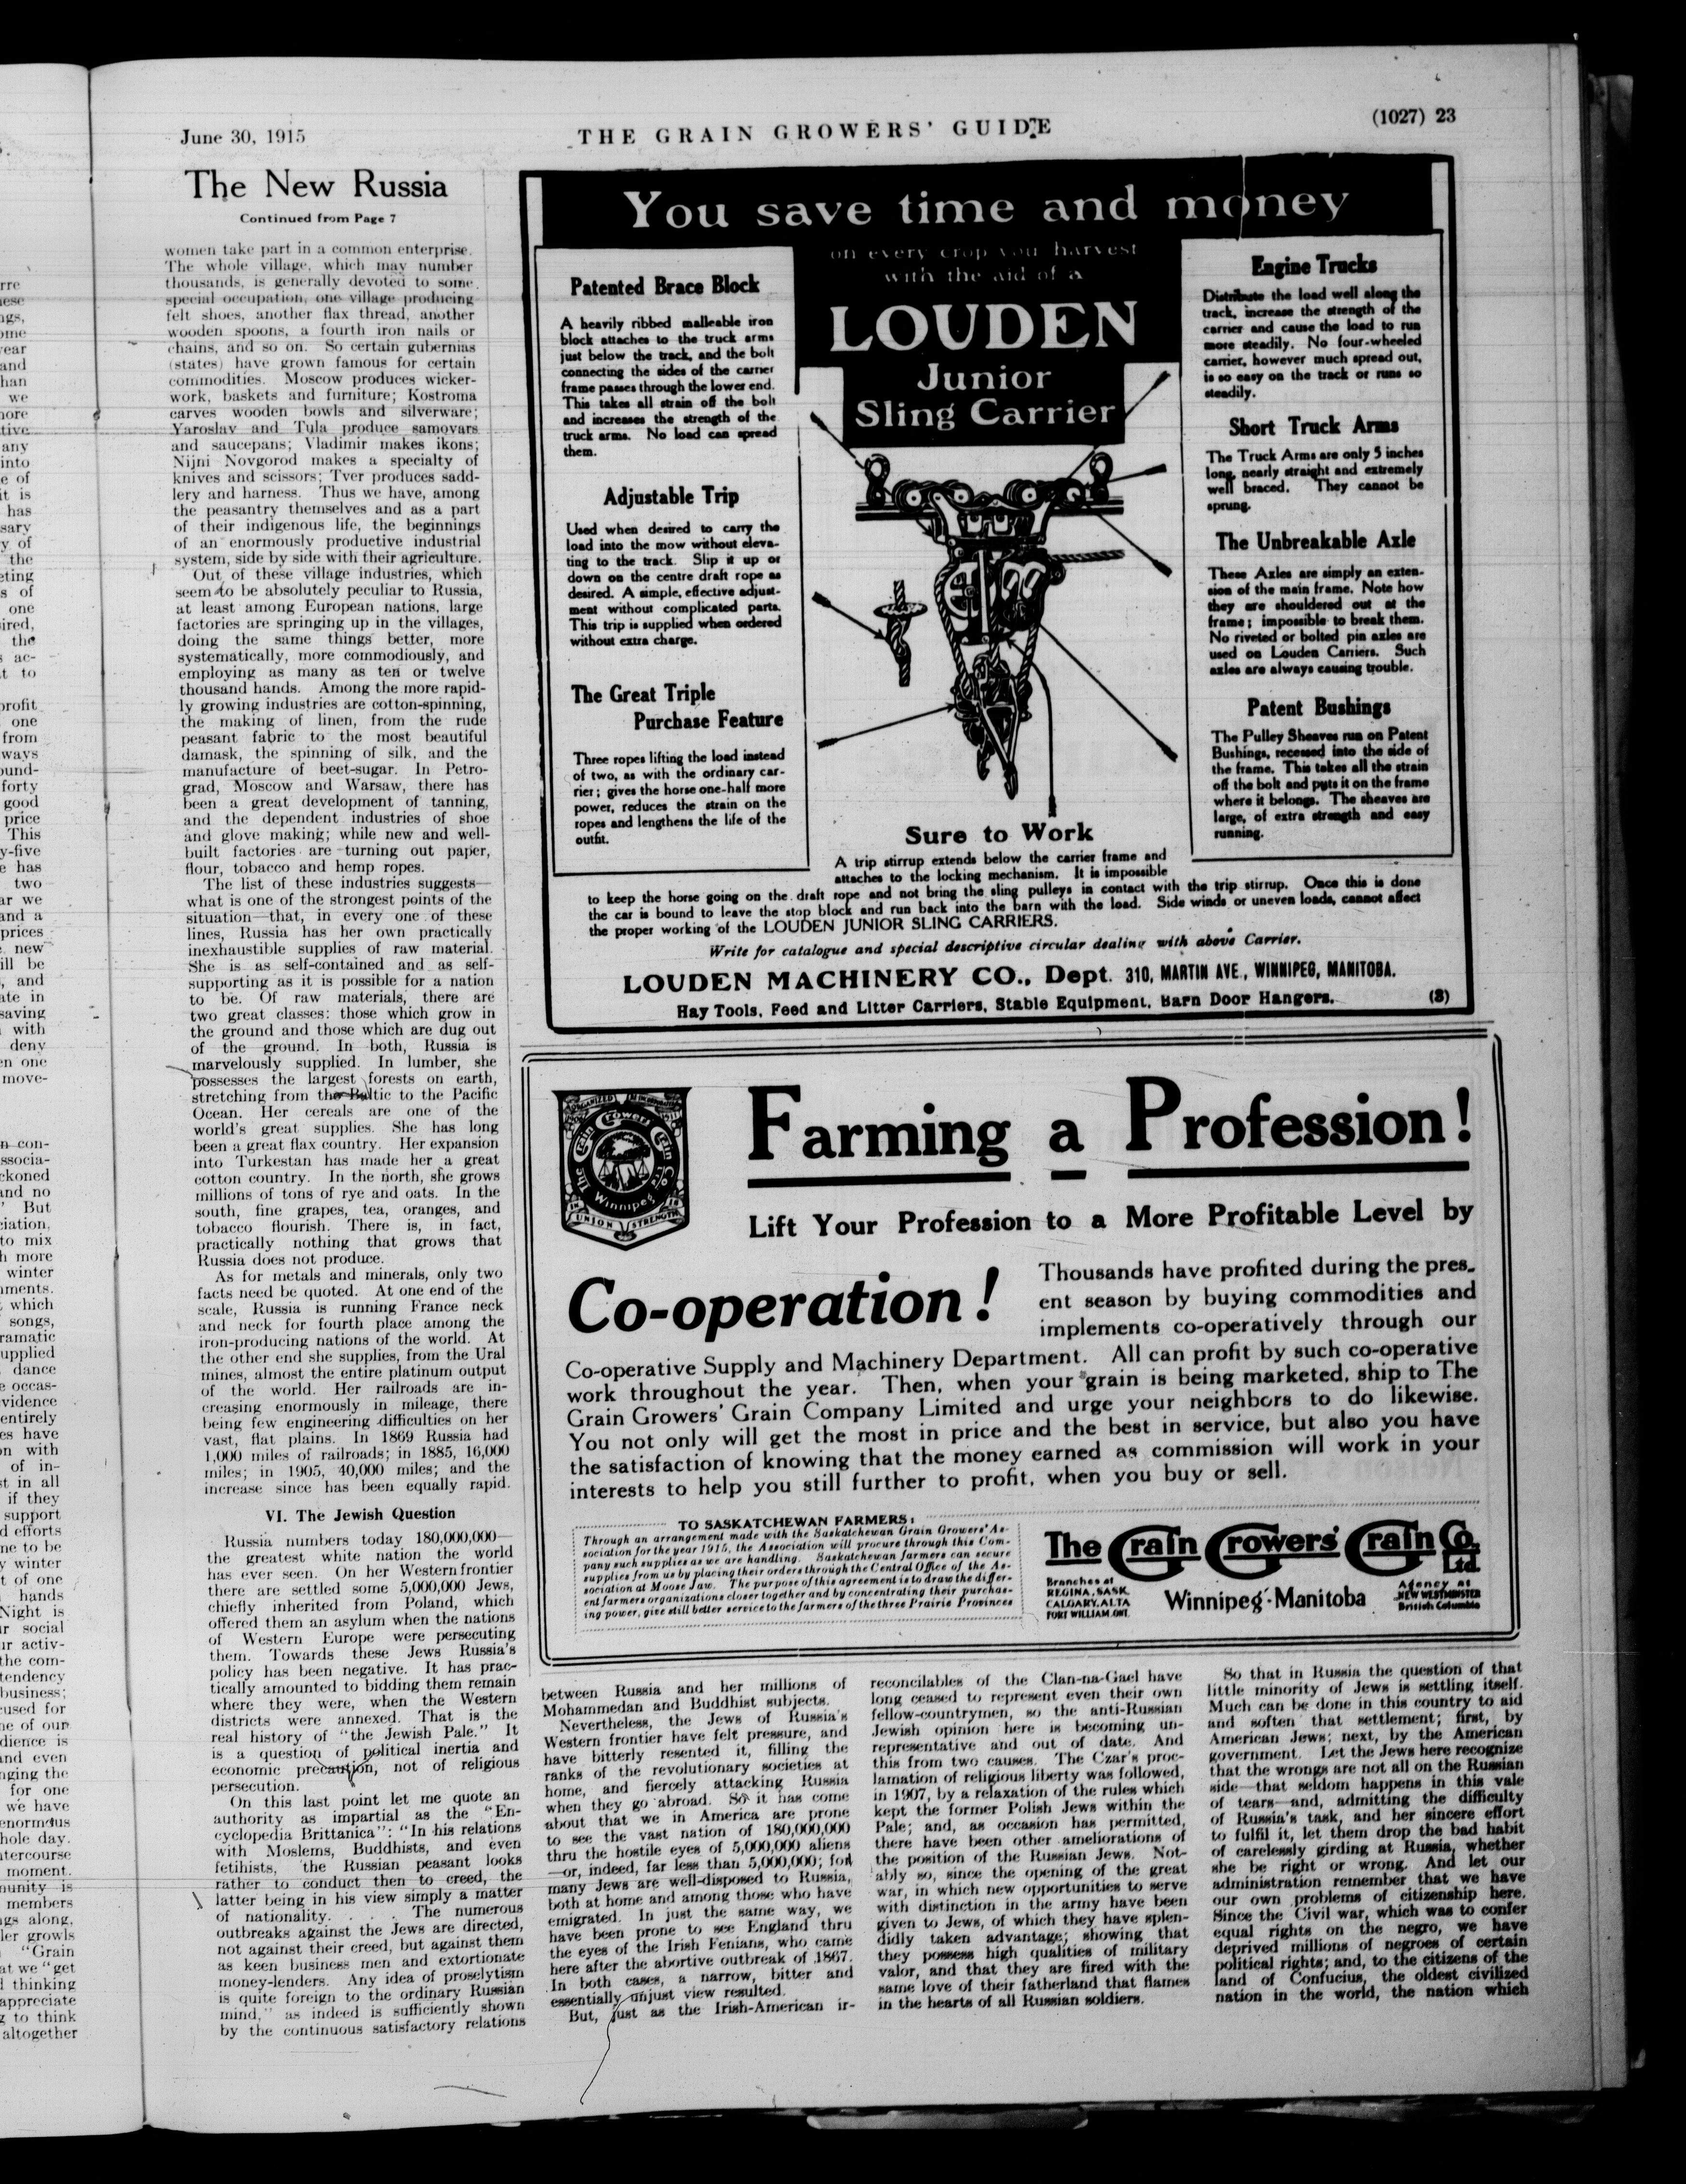 June 30, 1915
THE GRAIN GROWERS' GUIDE
(1027) 23
The New Russia
Continued from Page 7
women take part in a common enterprise.
The whole village, which may number
thousands, is generally devoted to some
special occupation, one village producing
felt shoes, another flax thread, another
wooden spoons, a fourth iron nails or
chains, and so on. So certain gubernias
(states) have grown famous for certain
commodities. Moscow produces wicker-
work, baskets and furniture; Kostroma
carves wooden bowls and silverware;
Yaroslav and Tula produce samovars
and saucepans; Vladimir makes ikons;
Nijni Novgorod makes a specialty of
knives and scissors; Tver produces sadd-
lery and harness. Thus we have, among
the peasantry themselves and as a part
of their indigenous life, the beginnings
of an enormously productive industrial
system, side by side with their agriculture.
Out of these village industries, which
seem to be absolutely peculiar to Russia,
at least among European nations, large
factories are springing up in the villages,
doing the same things better, more
systematically, more commodiously, and
employing as many as ten or twelve
thousand hands. Among the more rapid-
ly growing industries are cotton-spinning,
the making of linen, from the rude
peasant fabric to the most beautiful
damask, the spinning of silk, and the
manufacture of beet-sugar. In Petro-
grad, Moscow and Warsaw, there has
been a great development of tanning,
and the dependent industries of shoe
and glove making; while new and well-
built factories are turning out paper,
flour, tobacco and hemp ropes.
The list of these industries suggests—
what is one of the strongest points of the
situation—that, in every one of these
lines, Russia has her own practically
inexhaustible supplies of raw material.
She is as self-contained and as self-
supporting as it is possible for a nation
to be. Of raw materials, there are
two great classes: those which grow in
the ground and those which are dug out
of the ground. In both, Russia is
marvelously supplied. In lumber, she
possesses the largest forests on earth,
stretching from the Baltic to the Pacific
Ocean. Her cereals are one of the
world's great supplies. She has long
been a great flax country. Her expansion
into Turkestan has made her a great
cotton country. In the north, she grows
millions of tons of rye and oats. In the
south, fine grapes, tea, oranges, and
tobacco flourish. There is, in fact,
practically nothing that grows that
Russia does not produce.
As for metals and minerals, only two
facts need be quoted. At one end of the
scale, Russia is running France neck
and neck for fourth place among the
iron-producing nations of the world. At
the other end she supplies, from the Ural
mines, almost the entire platinum output
of the world. Her railroads are in-
creasing enormously in mileage, there
being few engineering difficulties on her
vast, flat plains. In 1869 Russia had
1,000 miles of railroads; in 1885, 16,000
miles; in 1905, 40,000 miles; and the
increase since has been equally rapid.
VI. The Jewish Question
Russia numbers today 180,000,000—
the greatest white nation the world
has ever seen. On her Western frontier
there are settled some 5,000,000 Jews,
chiefly inherited from Poland, which
offered them an asylum when the nations
of Western Europe were persecuting
them. Towards these Jews Russia's
policy has been negative. It has prac-
tically amounted to bidding them remain
where they were, when the Western
districts were annexed. That is the
real history of "the Jewish Pale." It
is a question of political inertia and
economic precaution, not of religious
persecution.
On this last point let me quote an
authority as impartial as the "En-
cyclopedia Brittanica": "In his relations
with Moslems, Buddhists, and even
fetihists, the Russian peasant looks
rather to conduct then to creed, the
latter being in his view simply a matter
of nationality. . . . The numerous
outbreaks against the Jews are directed,
not against their creed, but against them
as keen business men and extortionate
money-lenders. Any idea of proselytism
is quite foreign to the ordinary Russian
mind," as indeed is sufficiently shown
by the continuous satisfactory relations
You save time and money
on every crop you harvest
with the aid of a
LOUDEN
Junior
Sling Carrier
Patented Brace Block
A heavily ribbed malleable iron
block attaches to the truck arms
just below the track, and the bolt
connecting the sides of the carrier
frame passes through the lower end.
This takes all strain off the bolt
and increases the strength of the
truck arms. No load can spread
them.
Adjustable Trip
Used when desired to carry the
load into the mow without eleva-
ting to the track. Slip it up or
down on the centre draft rope as
desired. A simple, effective adjust-
ment without complicated parts.
This trip is supplied when ordered
without extra charge.
The Great Triple
Purchase Feature
Three ropes lifting the load instead
of two, as with the ordinary car-
rier; gives the horse one-half more
power, reduces the strain on the
ropes and lengthens the life of the
outfit.
Engine Trucks
Distribute the load well along the
track, increase the strength of the
carrier and cause the load to run
more steadily. No four-wheeled
carrier, however much spread out,
is so easy on the track or runs so
steadily.
Short Truck Arms
The Truck Arms are only 5 inches
long, nearly straight and extremely
well braced. They cannot be
sprung.
The Unbreakable Axle
These Axles are simply an exten-
sion of the main frame. Note how
they are shouldered out at the
frame; impossible to break them.
No riveted or bolted pin axles are
used on Louden Carriers. Such
axles are always causing trouble.
Patent Bushings
The Pulley Sheaves run on Patent
Bushings, recessed into the side of
the frame. This takes all the strain
off the bolt and puts it on the frame
where it belongs. The sheaves are
large, of extra strength and easy
running.
Sure to Work
A trip stirrup extends below the carrier frame and
attaches to the locking mechanism. It is impossible
to keep the horse going on the draft rope and not bring the sling pulleys in contact with the trip stirrup. Once this is done
the car is bound to leave the stop block and run back into the barn with the load. Side winds or uneven loads, cannot affect
the proper working of the LOUDEN JUNIOR SLING CARRIERS.
Write for catalogue and special descriptive circular dealing with above Carrier.
LOUDEN MACHINERY CO., Dept. 310, MARTIN AVE., WINNIPEG, MANITOBA.
Hay Tools, Feed and Litter Carriers, Stable Equipment, Barn Door Hangers.
(3)
The Grain Growers Grain Co. Ltd. Winnipeg
IN UNION IS STRENGTH
Farming a Profession!
Lift Your Profession to a More Profitable Level by
Co-operation!
Thousands have profited during the pres-
ent season by buying commodities and
implements co-operatively through our
Co-operative Supply and Machinery Department. All can profit by such co-operative
work throughout the year. Then, when your grain is being marketed, ship to The
Grain Growers' Grain Company Limited and urge your neighbors to do likewise.
You not only will get the most in price and the best in service, but also you have
the satisfaction of knowing that the money earned as commission will work in your
interests to help you still further to profit, when you buy or sell.
TO SASKATCHEWAN FARMERS:
Through an arrangement made with the Saskatchewan Grain Growers' As-
sociation for the year 1915, the Association will procure through this Com-
pany such supplies as we are handling. Saskatchewan farmers can secure
supplies from us by placing their orders through the Central Office of the As-
sociation at Moose Jaw. The purpose of this agreement is to draw the differ-
ent farmers organizations closer together and by concentrating their purchas-
ing power, give still better service to the farmers of the three Prairie Provinces
The Grain Growers' Grain Co. Ltd.
Branches at
REGINA, SASK.
CALGARY, ALTA
FORT WILLIAM, ONT.
Winnipeg-Manitoba
Agency at
NEW WESTMINSTER
British Columbia
between Russia and her millions of
Mohammedan and Buddhist subjects.
Nevertheless, the Jews of Russia's
Western frontier have felt pressure, and
have bitterly resented it, filling the
ranks of the revolutionary societies at
home, and fiercely attacking Russia
when they go abroad. So it has come
about that we in America are prone
to see the vast nation of 180,000,000
thru the hostile eyes of 5,000,000 aliens
—or, indeed, far less than 5,000,000; for
many Jews are well-disposed to Russia,
both at home and among those who have
emigrated. In just the same way, we
have been prone to see England thru
the eyes of the Irish Fenians, who came
here after the abortive outbreak of 1867.
In both cases, a narrow, bitter and
essentially unjust view resulted.
But, just as the Irish-American ir-
reconcilables of the Clan-na-Gael have
long ceased to represent even their own
fellow-countrymen, so the anti-Russian
Jewish opinion here is becoming un-
representative and out of date. And
this from two causes. The Czar's proc-
lamation of religious liberty was followed,
in 1907, by a relaxation of the rules which
kept the former Polish Jews within the
Pale; and, as occasion has permitted,
there have been other ameliorations of
the position of the Russian Jews. Not-
ably so, since the opening of the great
war, in which new opportunities to serve
with distinction in the army have been
given to Jews, of which they have splen-
didly taken advantage; showing that
they possess high qualities of military
valor, and that they are fired with the
same love of their fatherland that flames
in the hearts of all Russian soldiers.
So that in Russia the question of that
little minority of Jews is settling itself.
Much can be done in this country to aid
and soften that settlement; first, by
American Jews; next, by the American
government. Let the Jews here recognize
that the wrongs are not all on the Russian
side—that seldom happens in this vale
of tears—and, admitting the difficulty
of Russia's task, and her sincere effort
to fulfil it, let them drop the bad habit
of carelessly girding at Russia, whether
she be right or wrong. And let our
administration remember that we have
our own problems of citizenship here.
Since the Civil war, which was to confer
equal rights on the negro, we have
deprived millions of negroes of certain
political rights; and, to the citizens of the
land of Confucius, the oldest civilized
nation in the world, the nation which